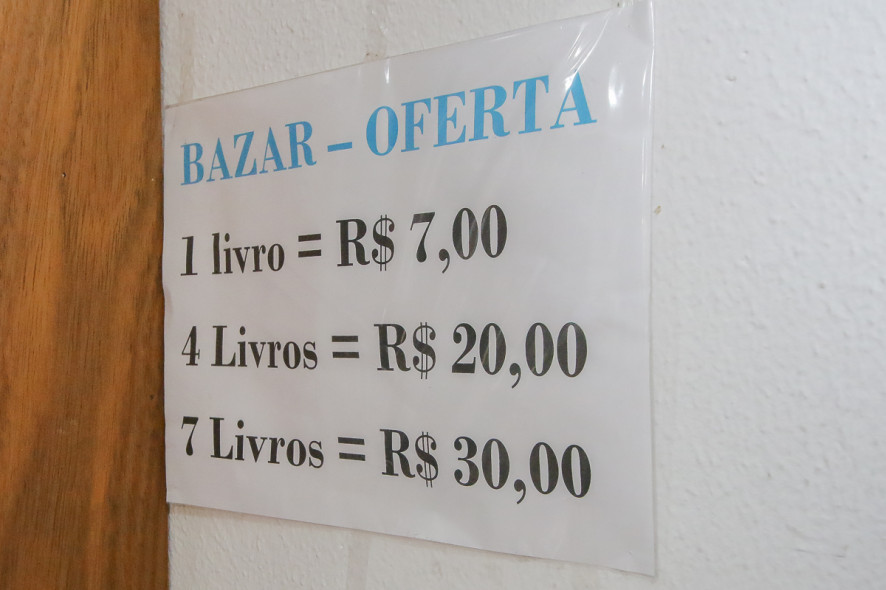 BAZAR – OFERTA
1 livro = R$ 7,00
4 Livros = R$ 20,00
7 Livros = R$ 30,00